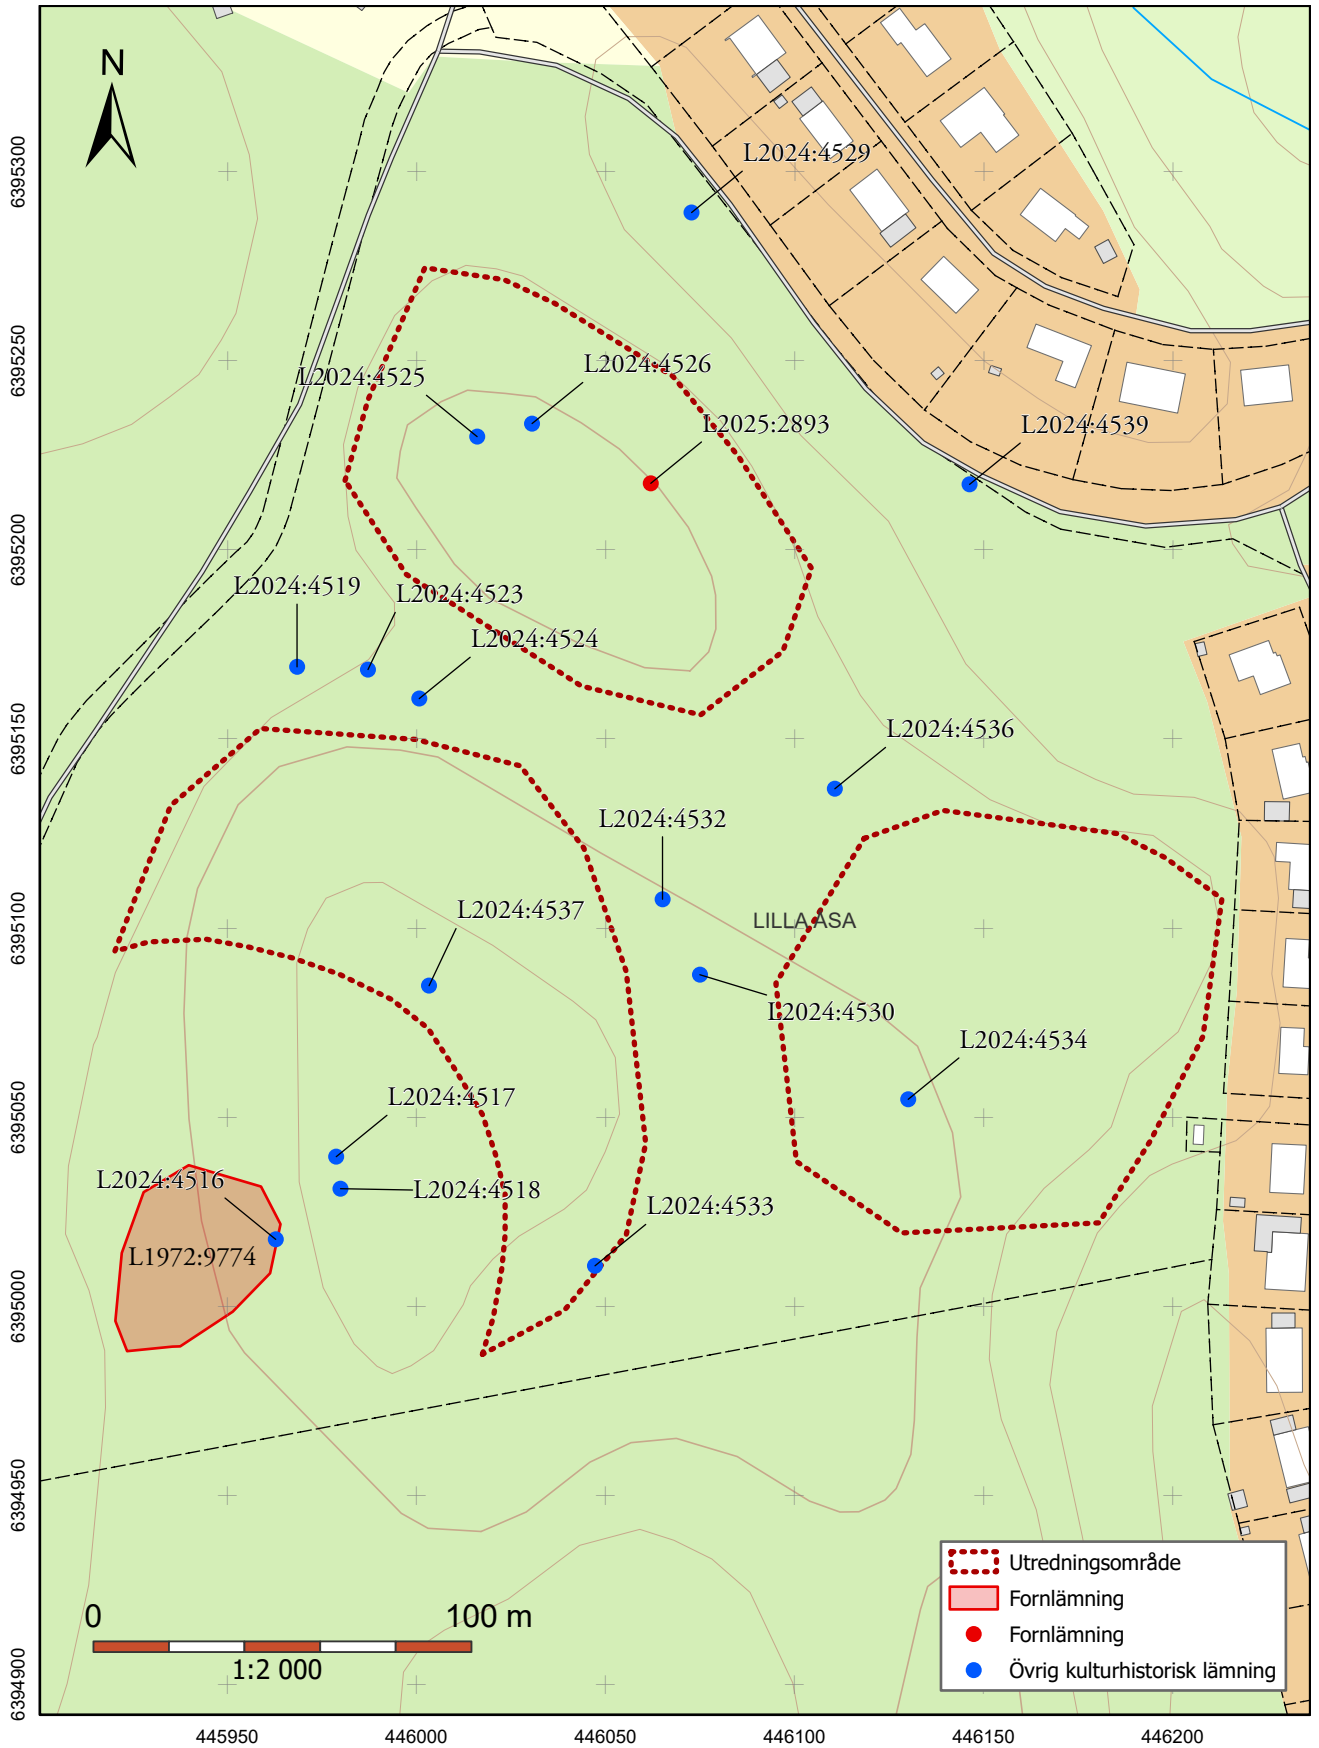 N
L2024:4529
L2024:4525
L2024:4526
L2025:2893
L2024:4539
L2024:4519
L2024:4523
L2024:4524
L2024:4536
L2024:4532
L2024:4537
LILLA ÅSA
L2024:4530
L2024:4534
L2024:4517
L2024:4516
L2024:4518
L2024:4533
L1972:9774
6395300
6395250
6395200
6395150
6395100
6395050
6395000
6394950
6394900
0 100 m
1:2 000
Utredningsområde
Fornlämning
Fornlämning
Övrig kulturhistorisk lämning
445950 446000 446050 446100 446150 446200